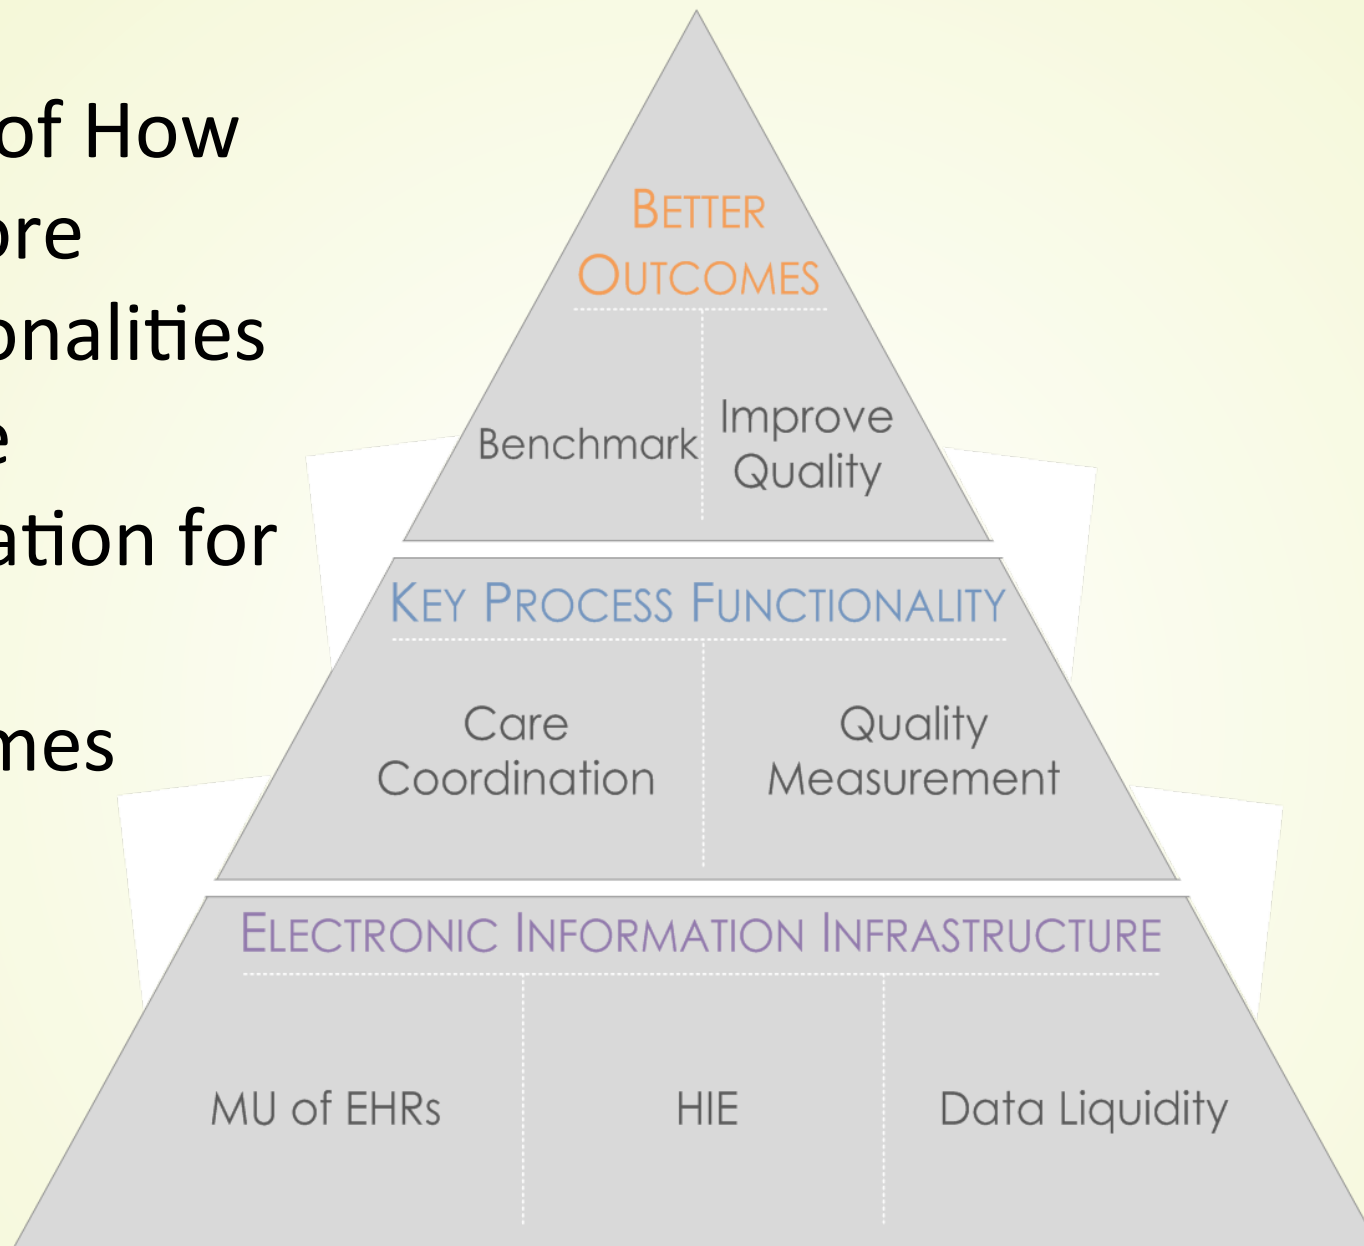 of How
ore
onalities
e
ation for
mes
BETTER
OUTCOMES
Benchmark
Improve
Quality
KEY PROCESS FUNCTIONALITY
Care
Coordination
Quality
Measurement
ELECTRONIC INFORMATION INFRASTRUCTURE
MU of EHRs
HIE
Data Liquidity